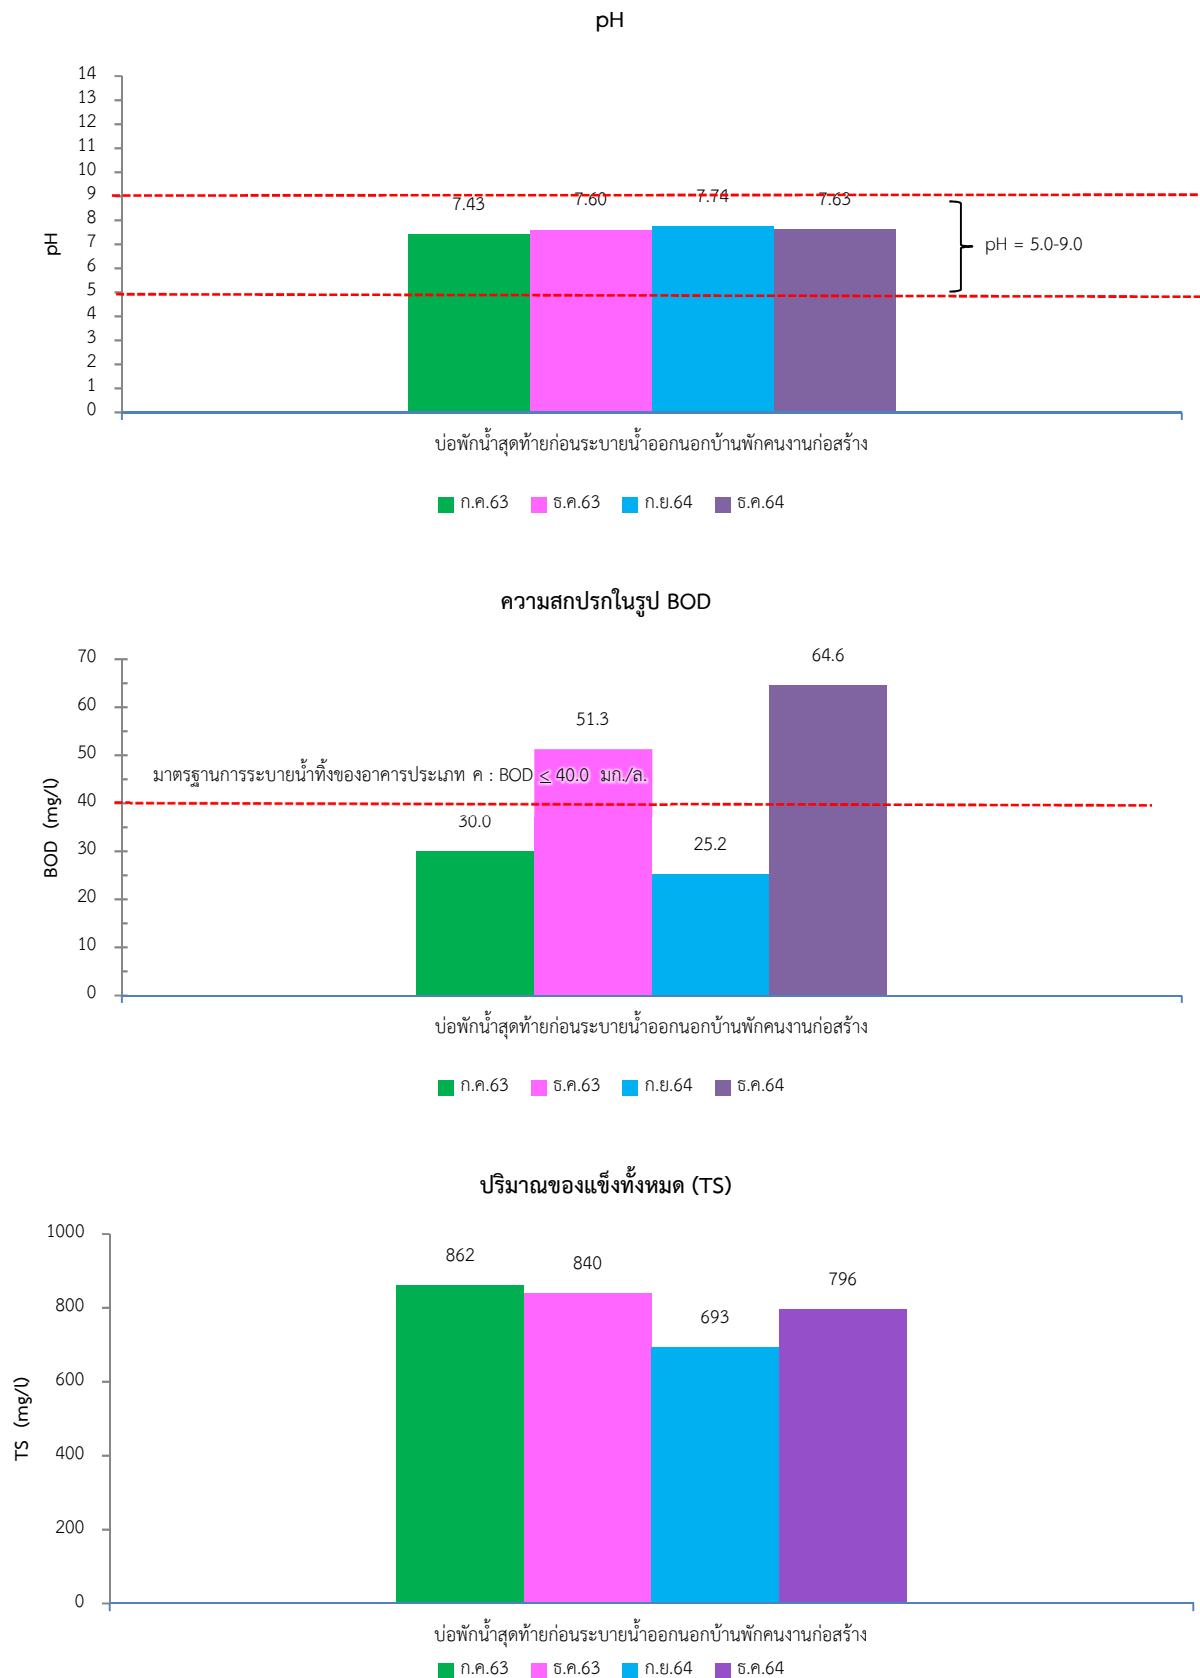 pH
14
13
12
11
10
9
8
7
6
5
4
3
2
1
0
pH
7.43
7.60
7.74
7.63
pH = 5.0-9.0
บ่อพักน้ำสุดท้ายก่อนระบายน้ำออกนอกบ้านพักคนงานก่อสร้าง
ก.ค.63 ธ.ค.63 ก.ย.64 ธ.ค.64
ความสกปรกในรูป BOD
70
60
50
40
30
20
10
0
BOD (mg/l)
64.6
51.3
มาตรฐานการระบายน้ำทิ้งของอาคารประเภท ค : BOD ≤ 40.0 มก./ล.
30.0
25.2
บ่อพักน้ำสุดท้ายก่อนระบายน้ำออกนอกบ้านพักคนงานก่อสร้าง
ก.ค.63 ธ.ค.63 ก.ย.64 ธ.ค.64
ปริมาณของแข็งทั้งหมด (TS)
1000
800
600
400
200
0
TS (mg/l)
862
840
693
796
บ่อพักน้ำสุดท้ายก่อนระบายน้ำออกนอกบ้านพักคนงานก่อสร้าง
ก.ค.63 ธ.ค.63 ก.ย.64 ธ.ค.64